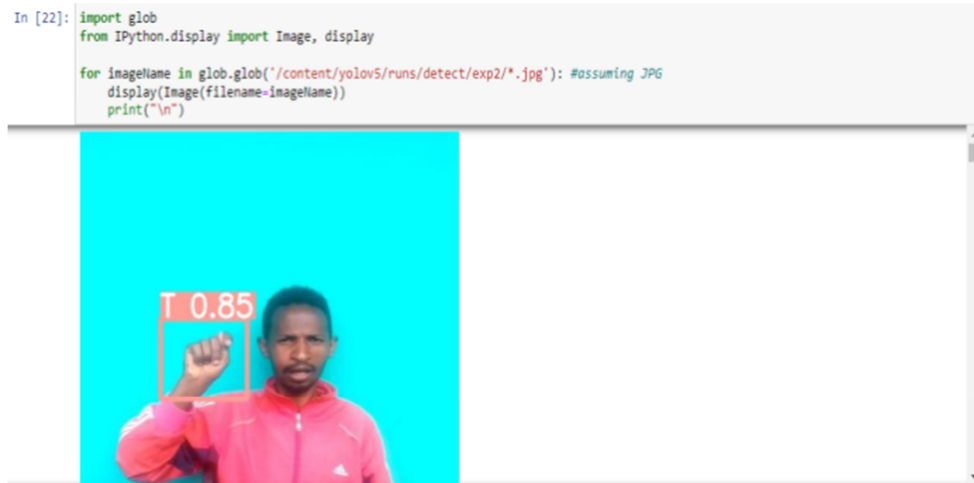 In [22]: import glob
from IPython.display import Image, display
for imageName in glob.glob('/content/yolov5/runs/detect/exp2/*.jpg'): #assuming JPG
display(Image(filename=imageName))
print("\n")
T 0.85